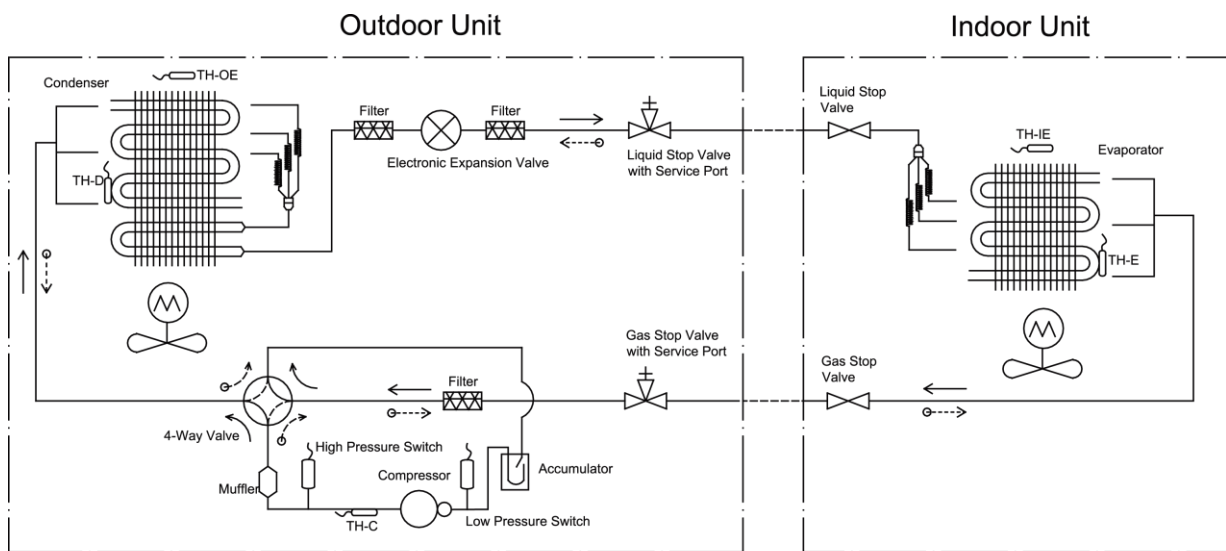 Outdoor Unit
Indoor Unit
Condenser
TH-OE
Filter
Filter
Electronic Expansion Valve
Liquid Stop Valve
with Service Port
Liquid Stop
Valve
TH-IE
Evaporator
TH-D
TH-E
Gas Stop Valve
with Service Port
Gas Stop
Valve
Filter
4-Way Valve
High Pressure Switch
Muffler
Compressor
Accumulator
TH-C
Low Pressure Switch